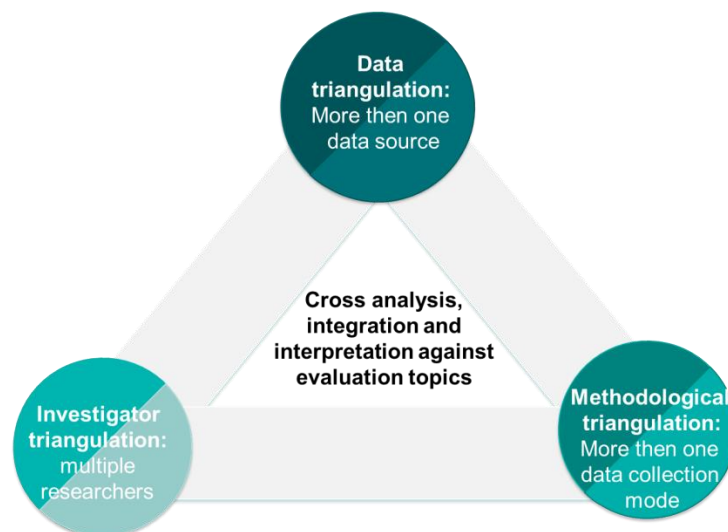 Data
triangulation:
More then one
data source
Cross analysis,
integration and
interpretation against
evaluation topics
Investigator
triangulation:
multiple
researchers
Methodological
triangulation:
More then one
data collection
mode